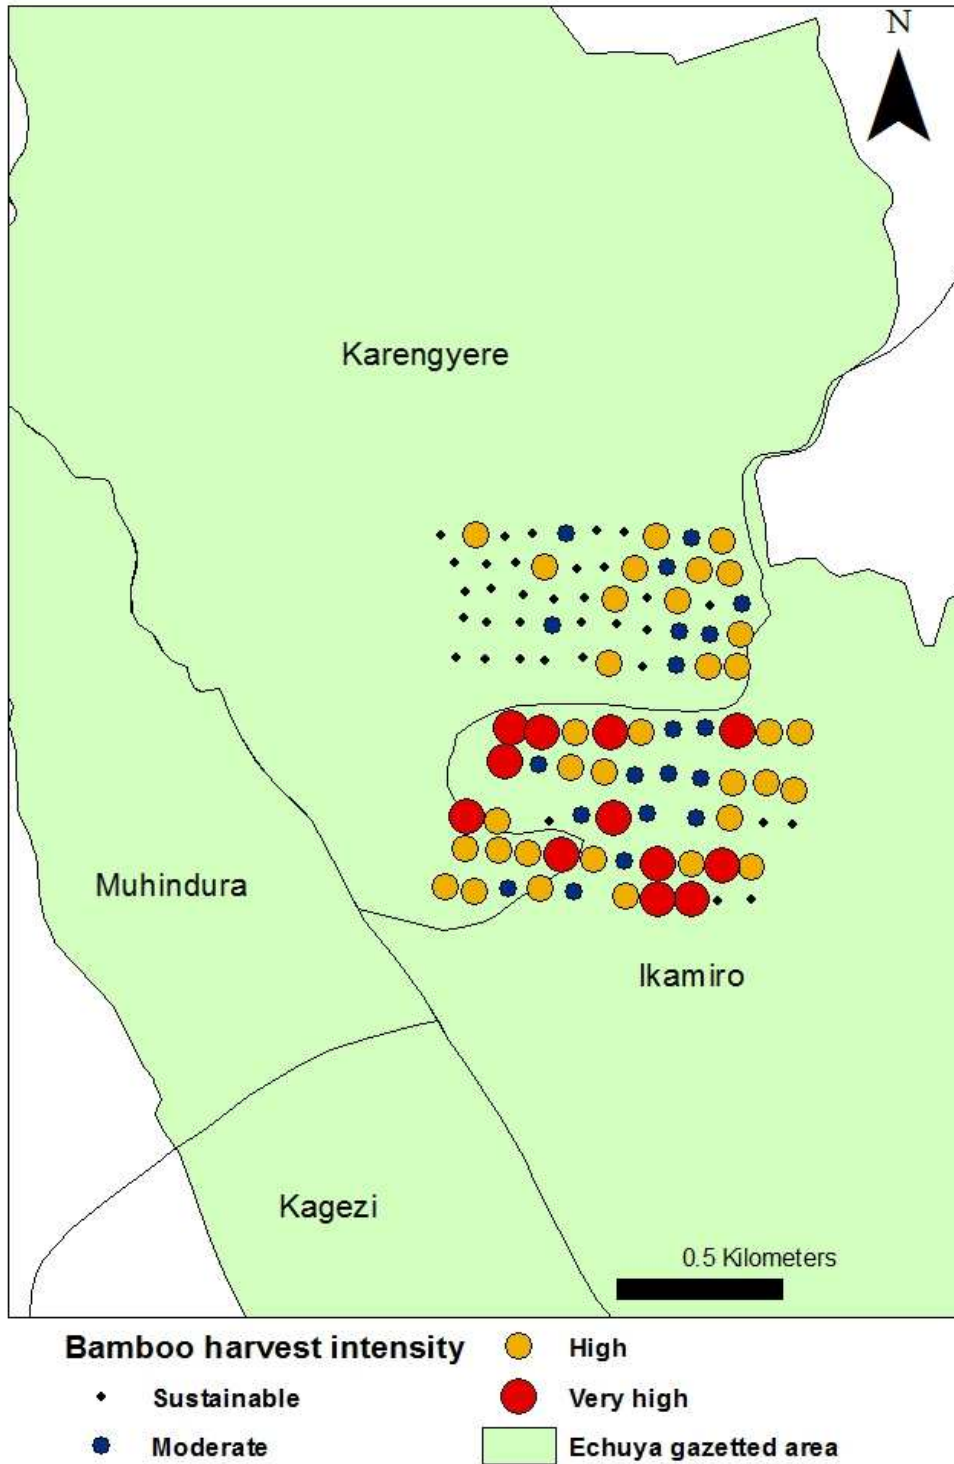 N
Karengyere
Muhindura
Ikamiro
Kagezi
0.5 Kilometers
Bamboo harvest intensity
High
Sustainable
Very high
Moderate
Echuya gazetted area